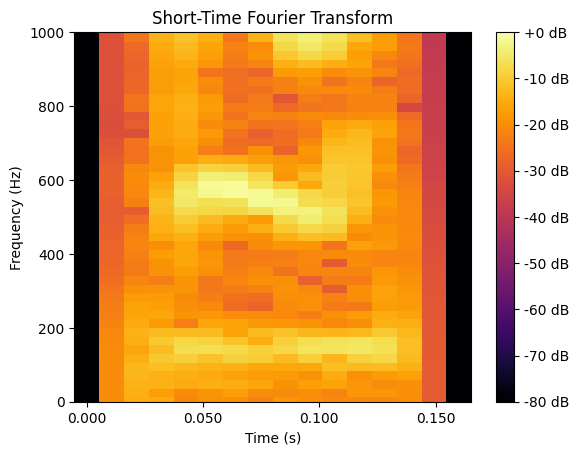 Short-Time Fourier Transform
1000
800
600
400
200
0
Frequency (Hz)
0.000
0.050
0.100
0.150
Time (s)
+0 dB
-10 dB
-20 dB
-30 dB
-40 dB
-50 dB
-60 dB
-70 dB
-80 dB